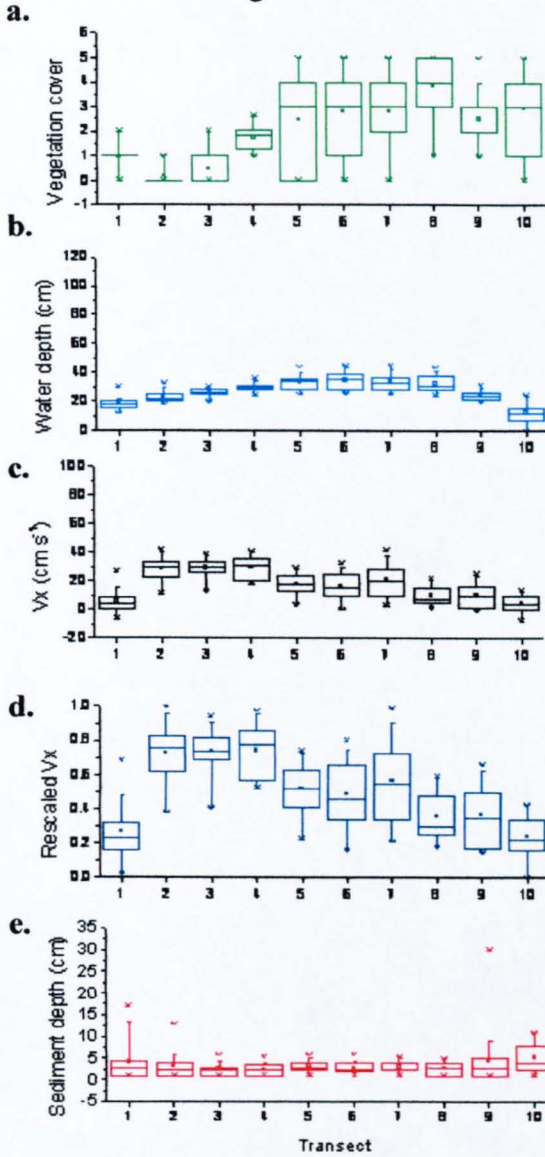 a.
Vegetation cover
6
5
4
3
2
1
0
-1
1 2 3 4 5 6 7 8 9 10
b.
Water depth (cm)
120
100
80
60
40
20
0
1 2 3 4 5 6 7 8 9 10
c.
Vx (cm s⁻¹)
100
80
60
40
20
0
-20
1 2 3 4 5 6 7 8 9 10
d.
Rescaled Vx
1.0
0.8
0.6
0.4
0.2
0.0
1 2 3 4 5 6 7 8 9 10
e.
Sediment depth (cm)
35
30
25
20
15
10
5
0
-5
1 2 3 4 5 6 7 8 9 10
Transect